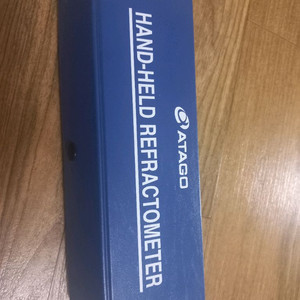 ATAGO
HAND-HELD REFRACTOMETER